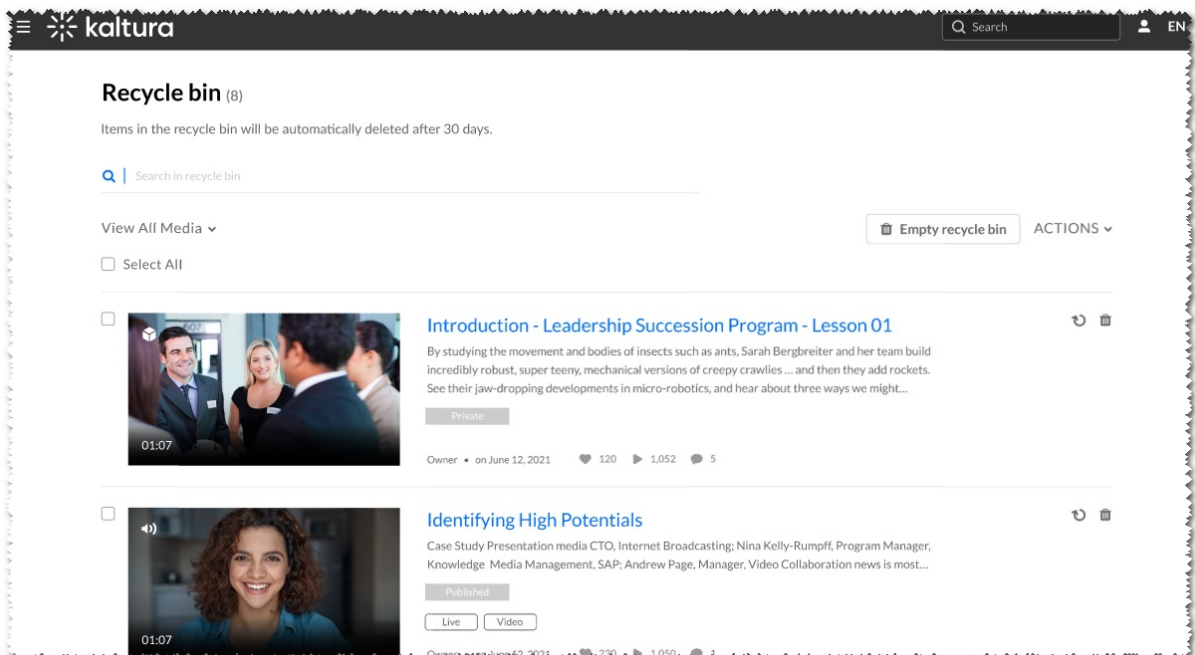 kaltura
Search
EN
Recycle bin (8)
Items in the recycle bin will be automatically deleted after 30 days.
Search in recycle bin
View All Media
Empty recycle bin
ACTIONS
Select All
Introduction - Leadership Succession Program - Lesson 01
By studying the movement and bodies of insects such as ants, Sarah Bergbreiter and her team build
incredibly robust, super teeny, mechanical versions of creepy crawlies ... and then they add rockets.
See their jaw-dropping developments in micro-robotics, and hear about three ways we might...
Private
01:07
Owner • on June 12, 2021 120 1,052 5
Identifying High Potentials
Case Study Presentation media CTO, Internet Broadcasting; Nina Kelly-Rumpff, Program Manager,
Knowledge Media Management, SAP; Andrew Page, Manager, Video Collaboration news is most...
Published
Live Video
01:07